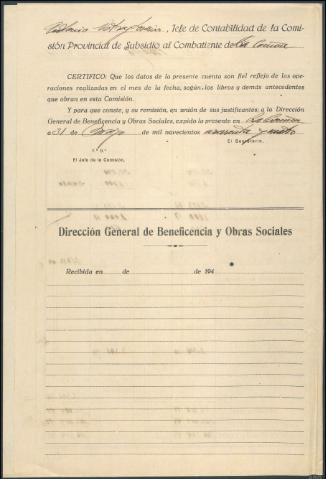 , Jefe de Contabilidad de la Comi-
sión Provincial de Subsidio al Combatiente de La Coruña
CERTIFICO: Que los datos de la presente cuenta son fiel reflejo de las ope-
raciones realizadas en el mes de la fecha, según los libros y demás antecedentes
que obran en esta Comisión.
Y para que conste, y su remisión, en unión de sus justificantes a la Dirección
General de Beneficencia y Obras Sociales, expido la presente en La Coruña
a 31 de Mayo de mil novecientos cuarenta y
El Secretario,
V.º B.º
El Jefe de la Comisión,
Dirección General de Beneficencia y Obras Sociales
Recibida en de de 194